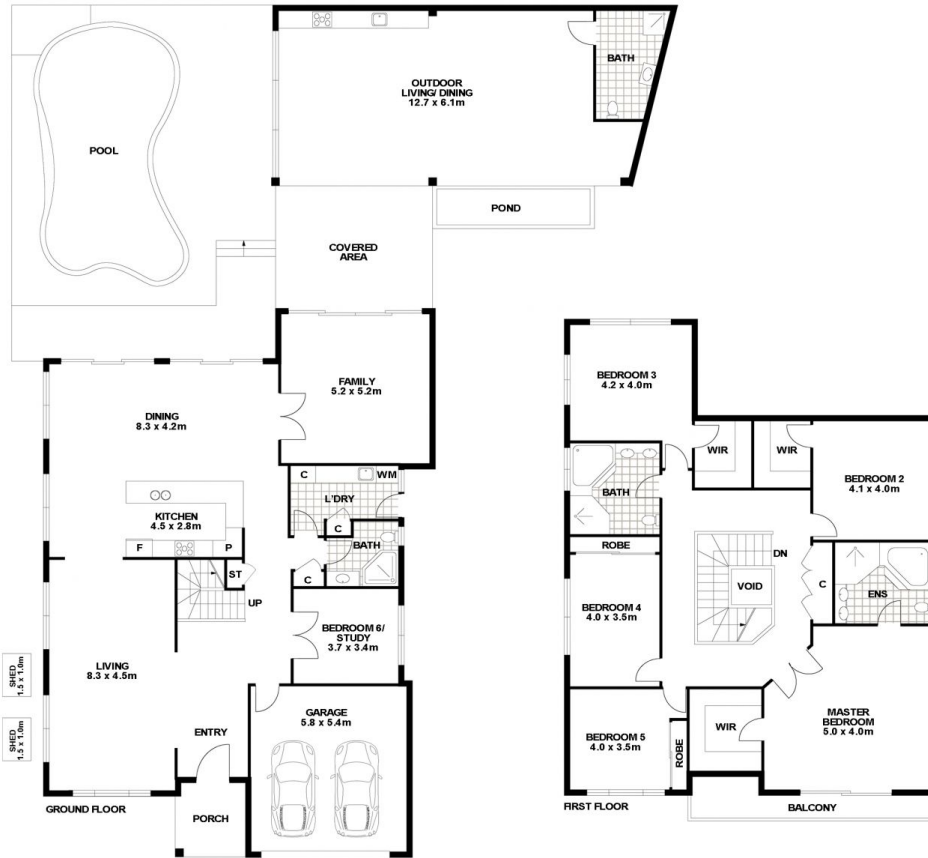 POOL
OUTDOOR
LIVING/ DINING
12.7 x 6.1m
BATH
POND
COVERED
AREA
FAMILY
5.2 x 5.2m
DINING
8.3 x 4.2m
C
WM
L'DRY
C
BATH
C
KITCHEN
4.5 x 2.8m
F
P
ST
UP
BEDROOM 6/
STUDY
3.7 x 3.4m
LIVING
8.3 x 4.5m
SHED
1.5 x 1.0m
SHED
1.5 x 1.0m
ENTRY
GARAGE
5.8 x 5.4m
PORCH
GROUND FLOOR
BEDROOM 3
4.2 x 4.0m
WIR
WIR
BEDROOM 2
4.1 x 4.0m
BATH
ROBE
DN
VOID
C
ENS
BEDROOM 4
4.0 x 3.5m
BEDROOM 5
4.0 x 3.5m
ROBE
WIR
MASTER
BEDROOM
5.0 x 4.0m
BALCONY
FIRST FLOOR